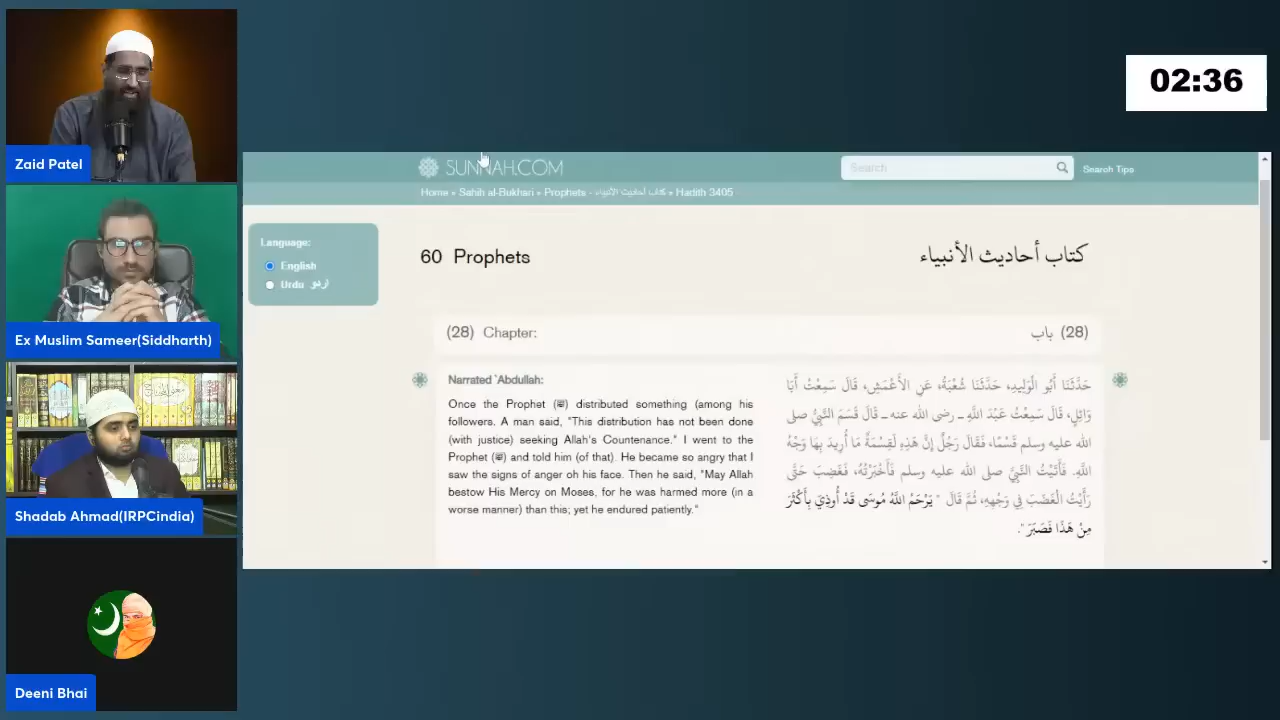 Zaid Patel
Ex Muslim Sameer(Siddharth)
Shadab Ahmad(IRPCindia)
Deeni Bhai
02:36
SUNNAH.COM
Search
Search Tips
Home » Sahih al-Bukhari » Prophets - كتاب أحاديث الأنبياء » Hadith 3405
Language:
English
Urdu اردو
60 Prophets
كتاب أحاديث الأنبياء
(28) Chapter:
(28) باب
Narrated `Abdullah:
Once the Prophet (ﷺ) distributed something (among his
followers. A man said, "This distribution has not been done
(with justice) seeking Allah's Countenance." I went to the
Prophet (ﷺ) and told him (of that). He became so angry that I
saw the signs of anger oh his face. Then he said, "May Allah
bestow His Mercy on Moses, for he was harmed more (in a
worse manner) than this; yet he endured patiently."
حَدَّثَنَا أَبُو الْوَلِيدِ، حَدَّثَنَا شُعْبَةُ، عَنِ الأَعْمَشِ، قَالَ سَمِعْتُ أَبَا
وَائِلٍ، قَالَ سَمِعْتُ عَبْدَ اللَّهِ ـ رضى الله عنه ـ قَالَ قَسَمَ النَّبِيُّ صلى
الله عليه وسلم قَسْمًا، فَقَالَ رَجُلٌ إِنَّ هَذِهِ لَقِسْمَةٌ مَا أُرِيدَ بِهَا وَجْهُ
اللَّهِ‏.‏ فَأَتَيْتُ النَّبِيَّ صلى الله عليه وسلم فَأَخْبَرْتُهُ، فَغَضِبَ حَتَّى
رَأَيْتُ الْغَضَبَ فِي وَجْهِهِ، ثُمَّ قَالَ ‏"‏ يَرْحَمُ اللَّهُ مُوسَى قَدْ أُوذِيَ بِأَكْثَرَ
مِنْ هَذَا فَصَبَرَ ‏"‏‏.‏